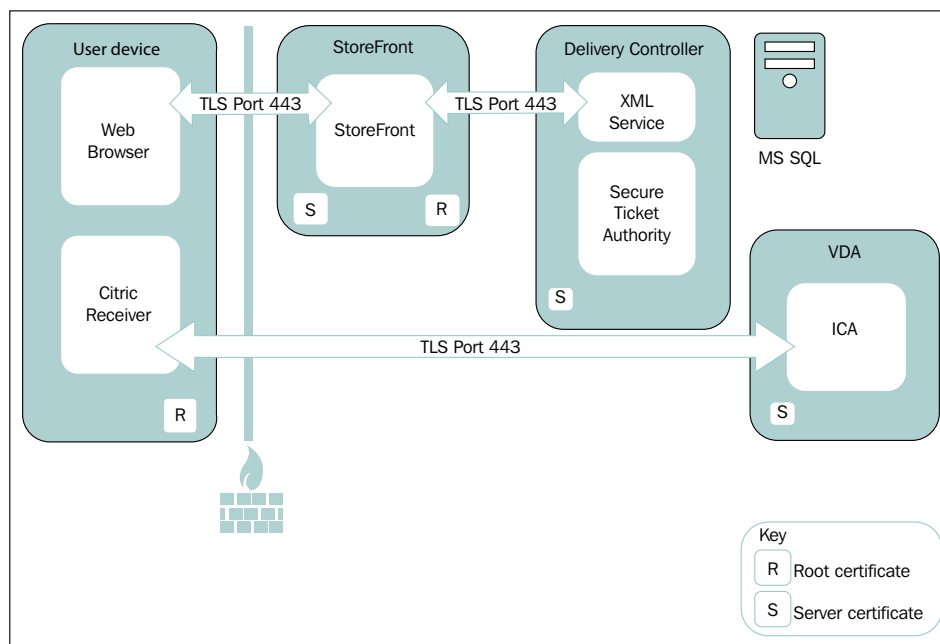 User device
Web
Browser
Citric
Receiver
R
TLS Port 443
StoreFront
StoreFront
S
R
TLS Port 443
Delivery Controller
XML
Service
Secure
Ticket
Authority
S
MS SQL
VDA
ICA
S
TLS Port 443
Key
R Root certificate
S Server certificate